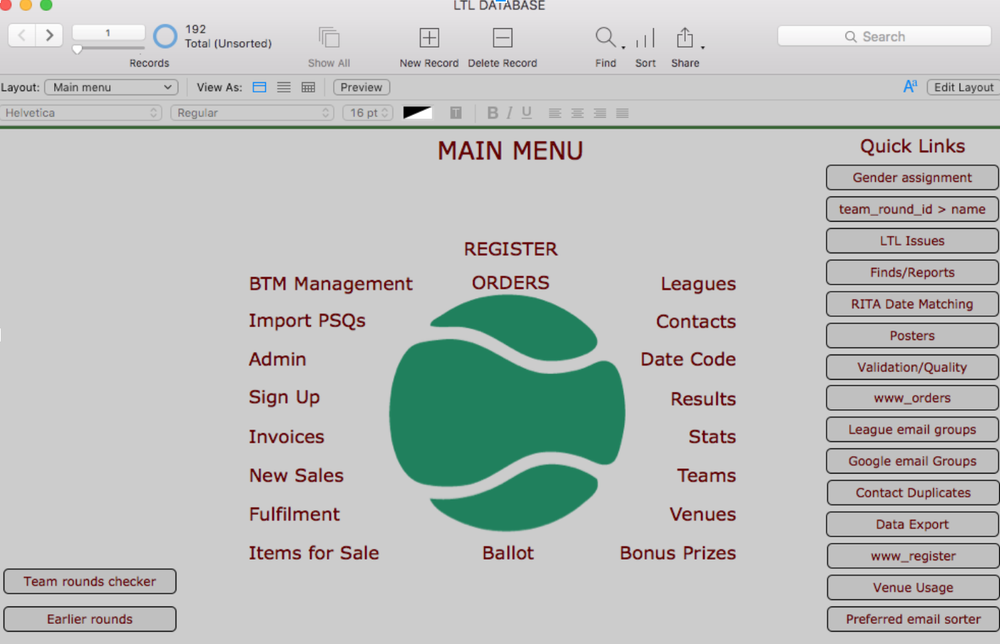 LTL DATABASE
1
192
Total (Unsorted)
Records
Show All
New Record
Delete Record
Find
Sort
Share
Search
Layout:
Main menu
View As:
Preview
Aa
Edit Layout
Helvetica
Regular
16 pt
T
B
I
U
MAIN MENU
REGISTER
ORDERS
BTM Management
Import PSQs
Admin
Sign Up
Invoices
New Sales
Fulfilment
Items for Sale
Ballot
Leagues
Contacts
Date Code
Results
Stats
Teams
Venues
Bonus Prizes
Team rounds checker
Earlier rounds
Quick Links
Gender assignment
team_round_id > name
LTL Issues
Finds/Reports
RITA Date Matching
Posters
Validation/Quality
www_orders
League email groups
Google email Groups
Contact Duplicates
Data Export
www_register
Venue Usage
Preferred email sorter